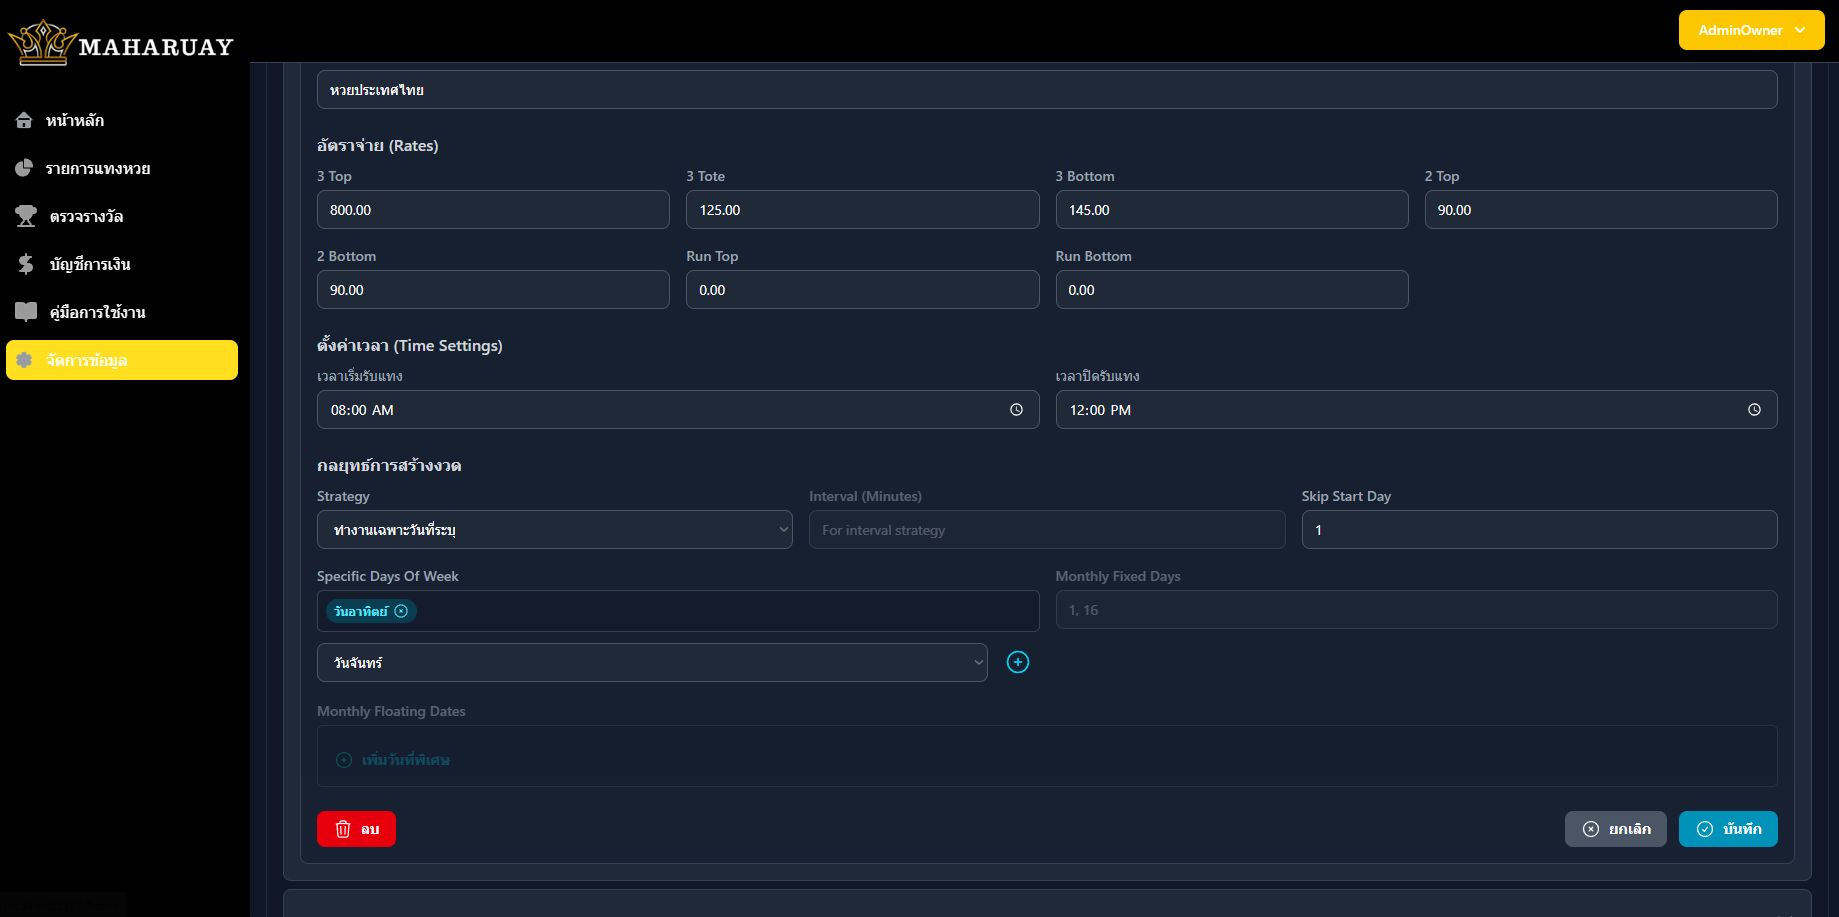 MAHARUAY
AdminOwner
หน้าหลัก
รายการแทงหวย
ตรวจรางวัล
บัญชีการเงิน
คู่มือการใช้งาน
จัดการข้อมูล
หวยประเทศไทย
อัตราจ่าย (Rates)
3 Top 3 Tote 3 Bottom 2 Top
800.00 125.00 145.00 90.00
2 Bottom Run Top Run Bottom
90.00 0.00 0.00
ตั้งค่าเวลา (Time Settings)
เวลาเริ่มรับแทง เวลาปิดรับแทง
08:00 AM 12:00 PM
กลยุทธ์การสร้างงวด
Strategy Interval (Minutes) Skip Start Day
ทำงานเฉพาะวันที่ระบุ For interval strategy 1
Specific Days Of Week Monthly Fixed Days
วันอาทิตย์ 1, 16
วันจันทร์
Monthly Floating Dates
เพิ่มวันที่พิเศษ
ลบ ยกเลิก บันทึก